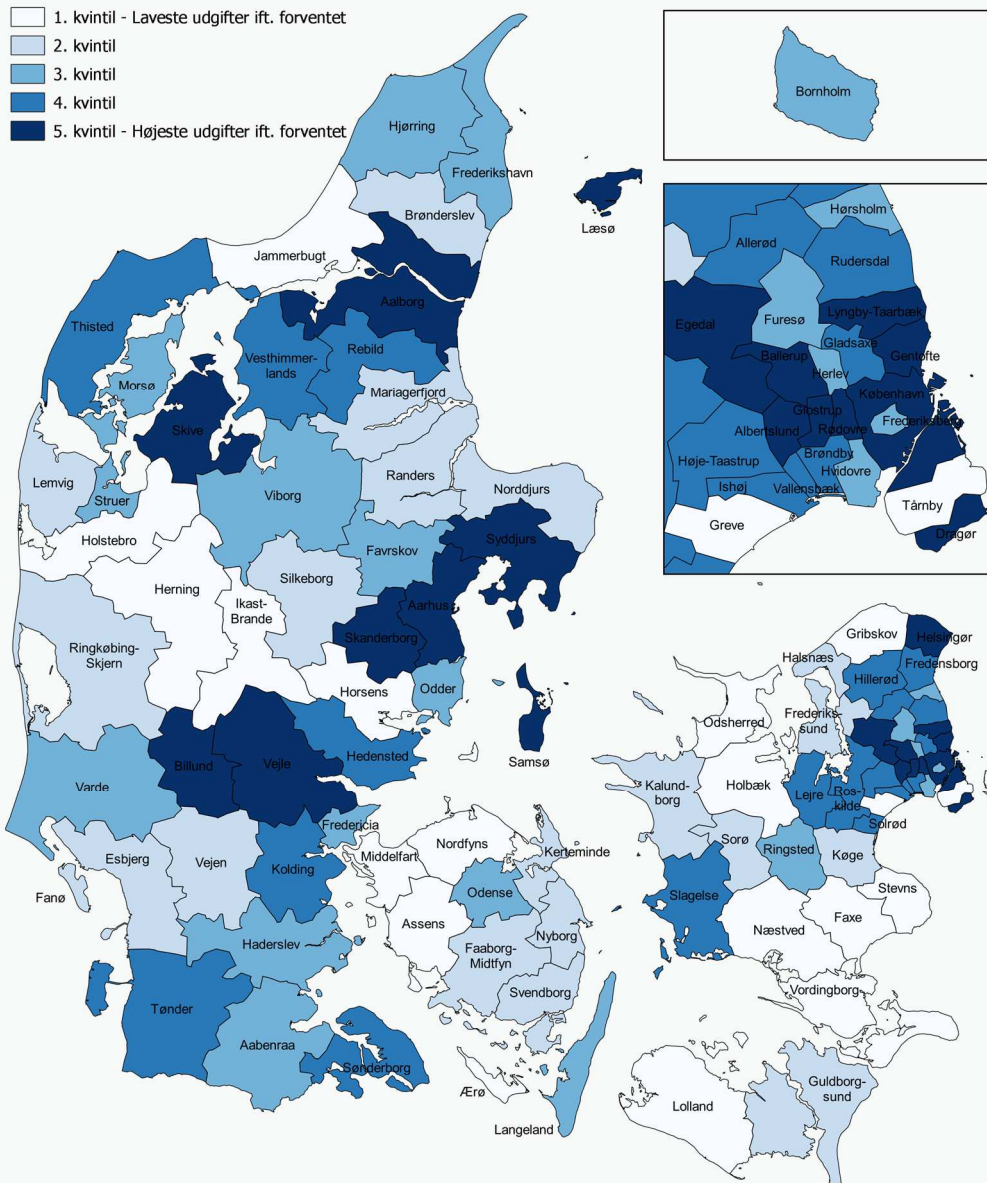 1. kvintil - Laveste udgifter ift. forventet
2. kvintil
3. kvintil
4. kvintil
5. kvintil - Højeste udgifter ift. forventet
Bornholm
Hjørring
Frederikshavn
Brønderslev
Læsø
Jammerbugt
Aalborg
Thisted
Vesthimmer-
lands
Rebild
Morsø
Mariagerfjord
Skive
Lemvig
Struer
Viborg
Randers
Norddjurs
Holstebro
Favrskov
Syddjurs
Herning
Silkeborg
Ikast-
Brande
Aarhus
Skanderborg
Ringkøbing-
Skjern
Horsens
Odder
Samsø
Hedensted
Billund
Vejle
Varde
Fredericia
Middelfart
Nordfyns
Kerteminde
Esbjerg
Vejen
Kolding
Fanø
Odense
Assens
Nyborg
Haderslev
Faaborg-
Midtfyn
Svendborg
Tønder
Aabenraa
Sønderborg
Ærø
Langeland
Hørsholm
Allerød
Rudersdal
Egedal
Furesø
Lyngby-Taarbæk
Gladsaxe
Ballerup
Gentofte
Herlev
København
Glostrup
Rødovre
Frederiksberg
Albertslund
Brøndby
Hvidovre
Høje-Taastrup
Ishøj
Vallensbæk
Tårnby
Greve
Dragør
Gribskov
Helsingør
Halsnæs
Fredensborg
Hillerød
Odsherred
Frederiks-
sund
Kalund-
borg
Holbæk
Lejre
Ros-
kilde
Solrød
Sorø
Ringsted
Køge
Slagelse
Stevns
Faxe
Næstved
Vordingborg
Guldborg-
sund
Lolland